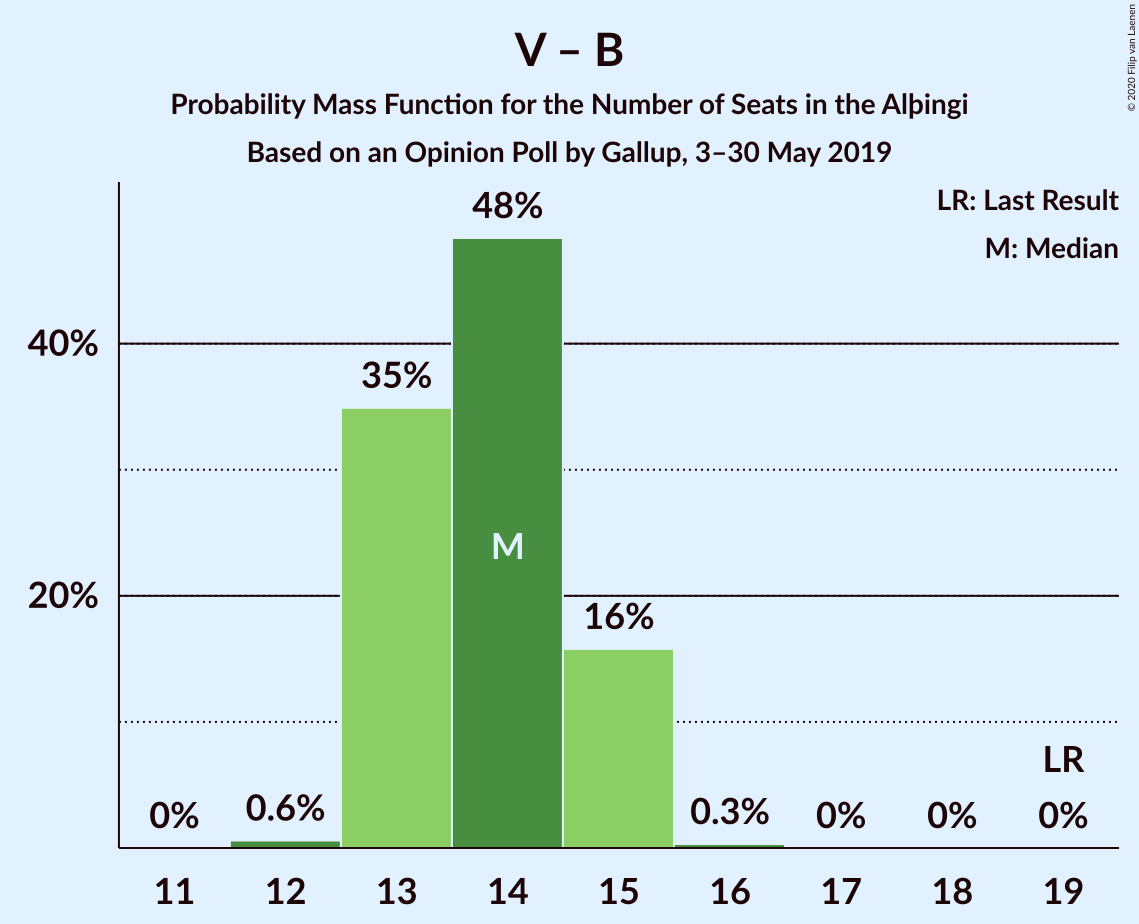 V – B
Probability Mass Function for the Number of Seats in the Alþingi
Based on an Opinion Poll by Gallup, 3–30 May 2019
© 2020 Filip van Laenen
LR: Last Result
M: Median
40%
20%
0%
0.6%
35%
48%
M
16%
0.3%
0%
0%
LR
0%
11 12 13 14 15 16 17 18 19